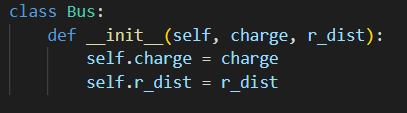 class Bus:
    def __init__(self, charge, r_dist):
        self.charge = charge
        self.r_dist = r_dist